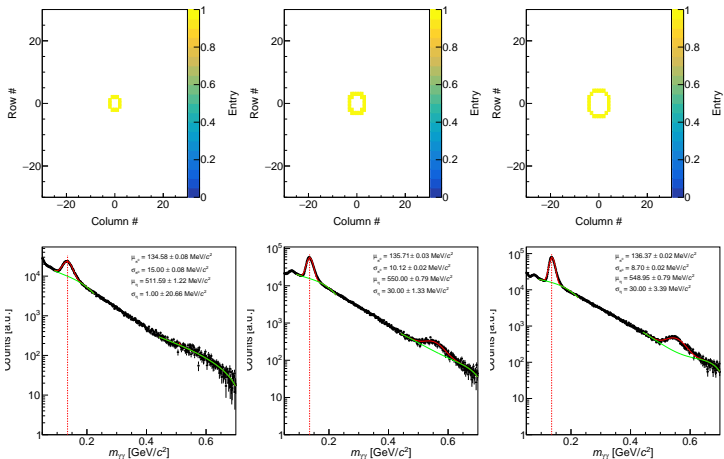 Row #
20
0
−20
−20
0
20
Column #
1
0.8
0.6
0.4
0.2
0
Entry
Row #
20
0
−20
−20
0
20
Column #
1
0.8
0.6
0.4
0.2
0
Entry
Row #
20
0
−20
−20
0
20
Column #
1
0.8
0.6
0.4
0.2
0
Entry
Counts [a.u.]
10⁴
10³
10²
10
1
μπ⁰ = 134.58 ± 0.08 MeV/c²
σπ⁰ = 15.00 ± 0.08 MeV/c²
μη = 511.59 ± 1.22 MeV/c²
ση = 1.00 ± 20.66 MeV/c²
0.2
0.4
0.6
mγγ [GeV/c²]
Counts [a.u.]
10⁵
10⁴
10³
10²
10
1
μπ⁰ = 135.71 ± 0.03 MeV/c²
σπ⁰ = 10.12 ± 0.02 MeV/c²
μη = 550.00 ± 0.79 MeV/c²
ση = 30.00 ± 1.33 MeV/c²
0.2
0.4
0.6
mγγ [GeV/c²]
Counts [a.u.]
10⁵
10⁴
10³
10²
10
1
μπ⁰ = 136.37 ± 0.02 MeV/c²
σπ⁰ = 8.70 ± 0.02 MeV/c²
μη = 548.95 ± 0.79 MeV/c²
ση = 30.00 ± 3.39 MeV/c²
0.2
0.4
0.6
mγγ [GeV/c²]